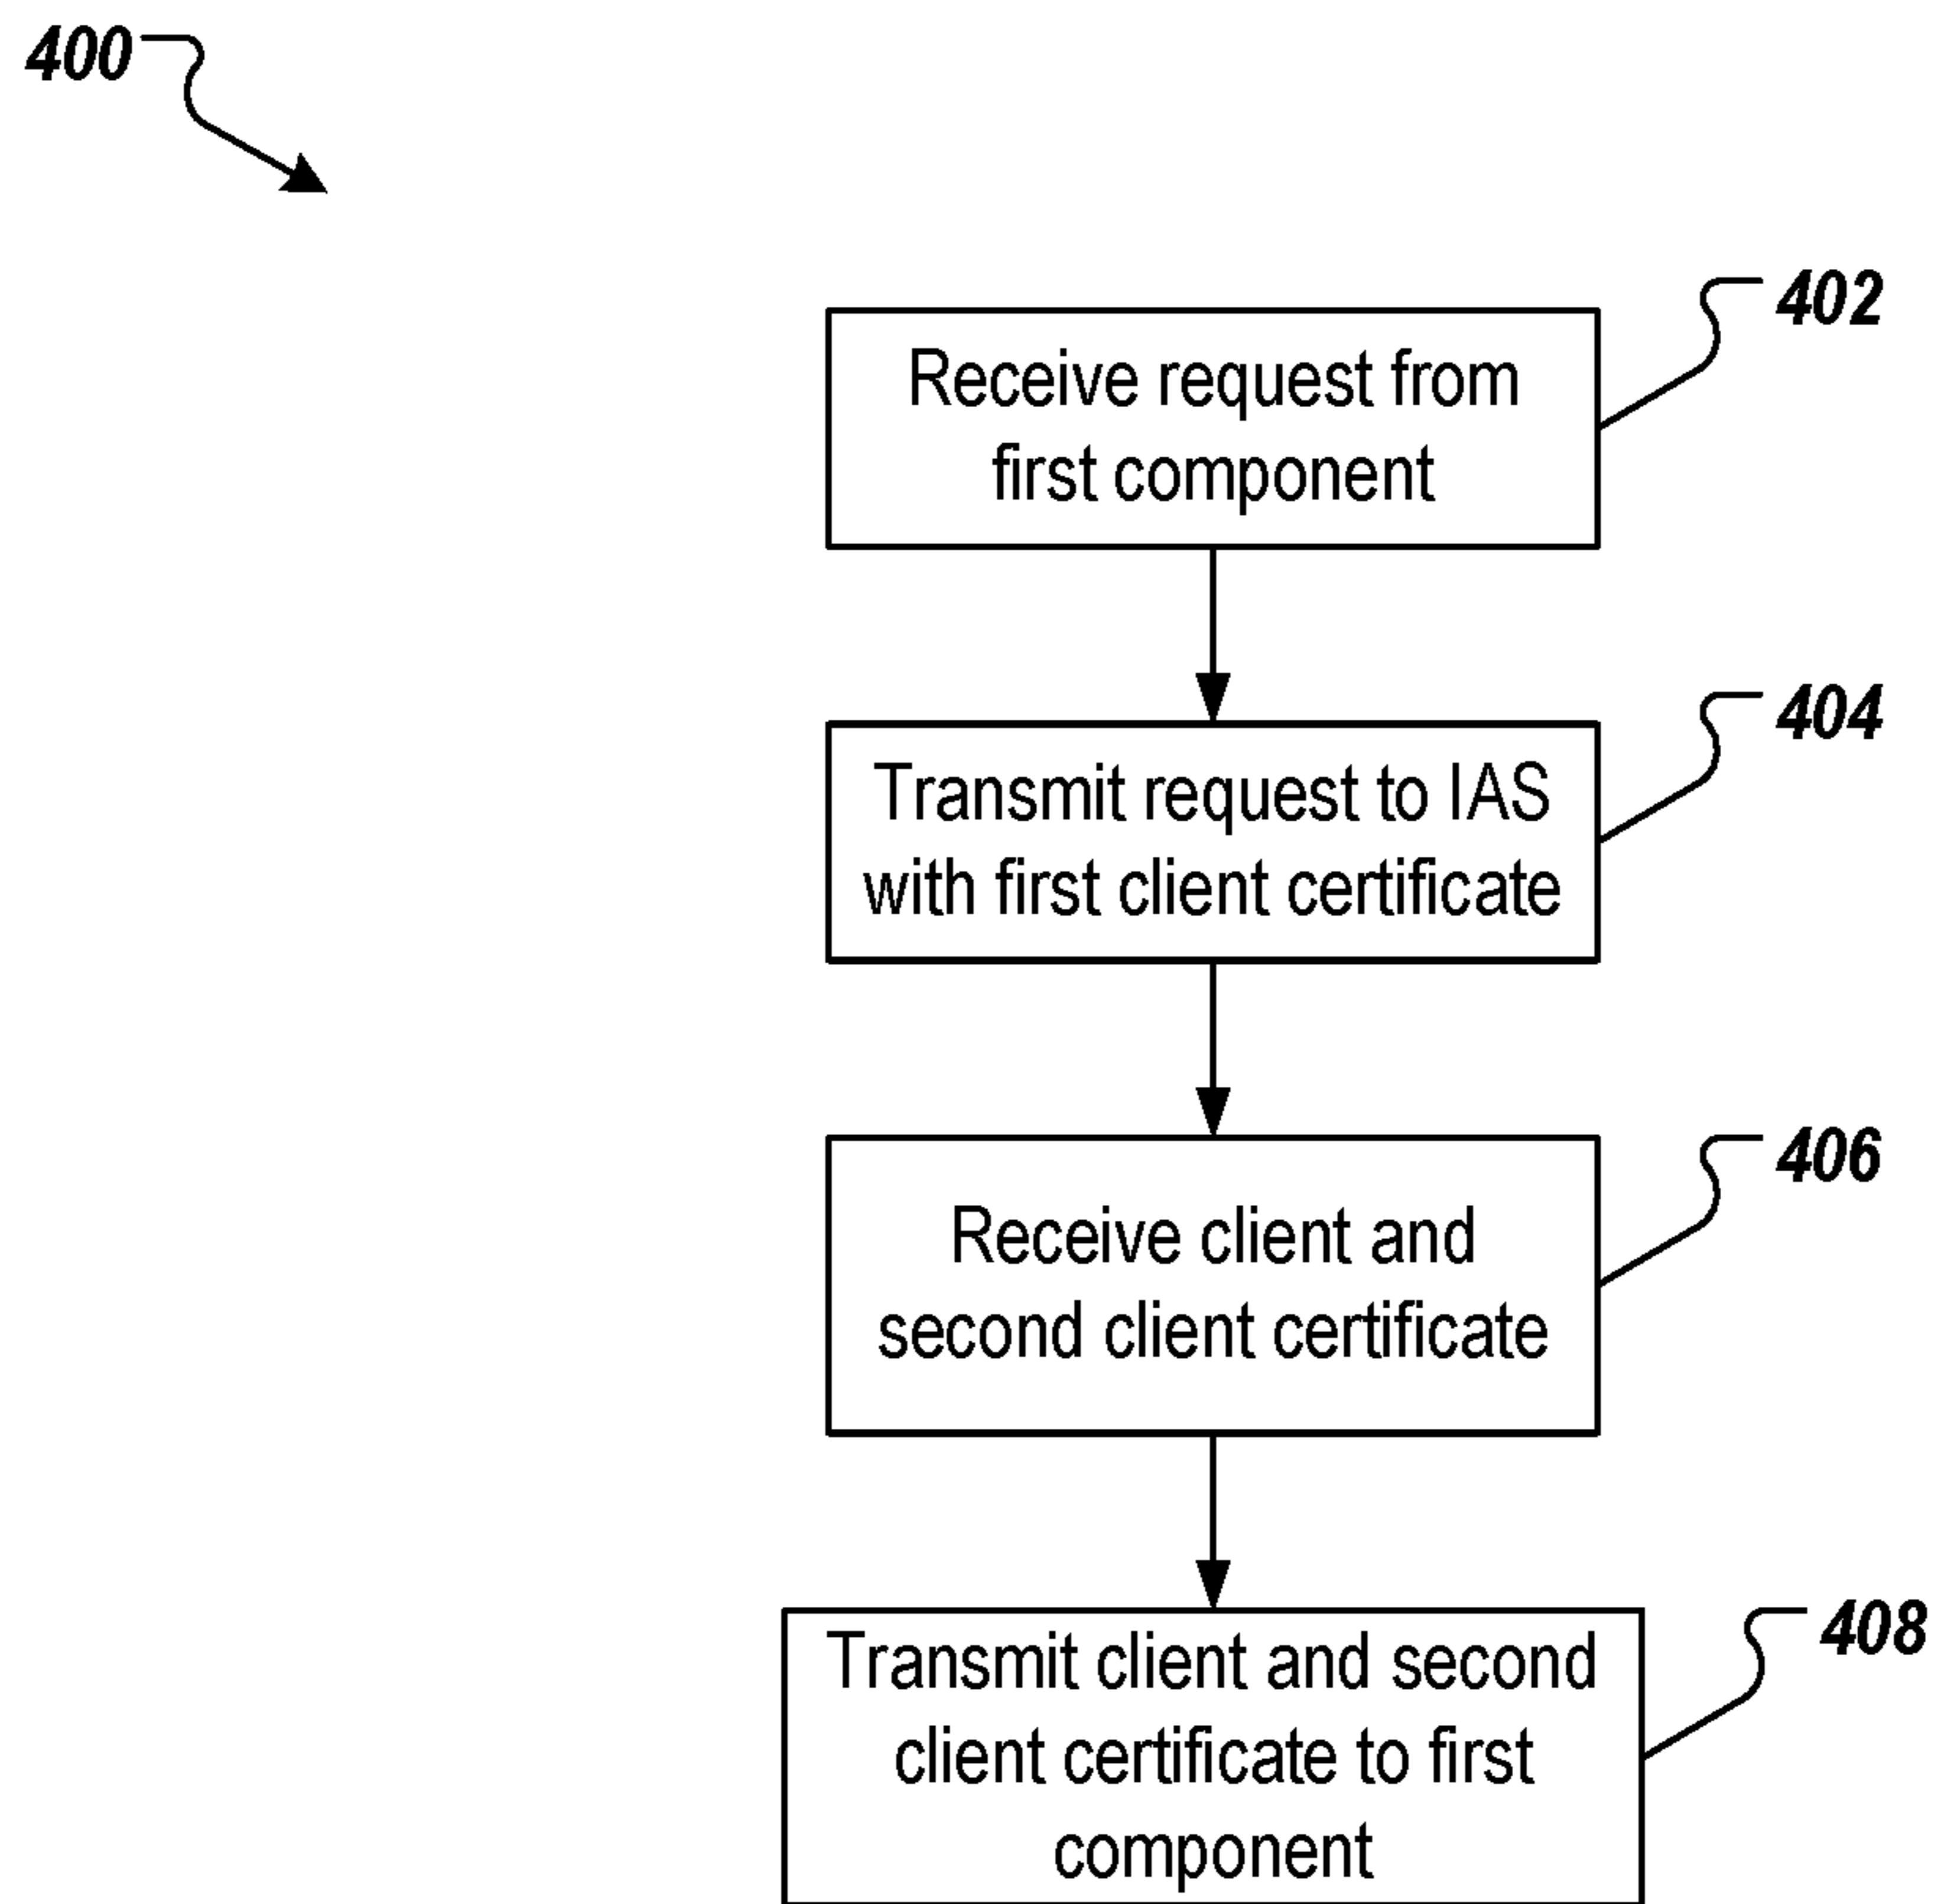 400
402
Receive request from
first component
404
Transmit request to IAS
with first client certificate
406
Receive client and
second client certificate
408
Transmit client and second
client certificate to first
component